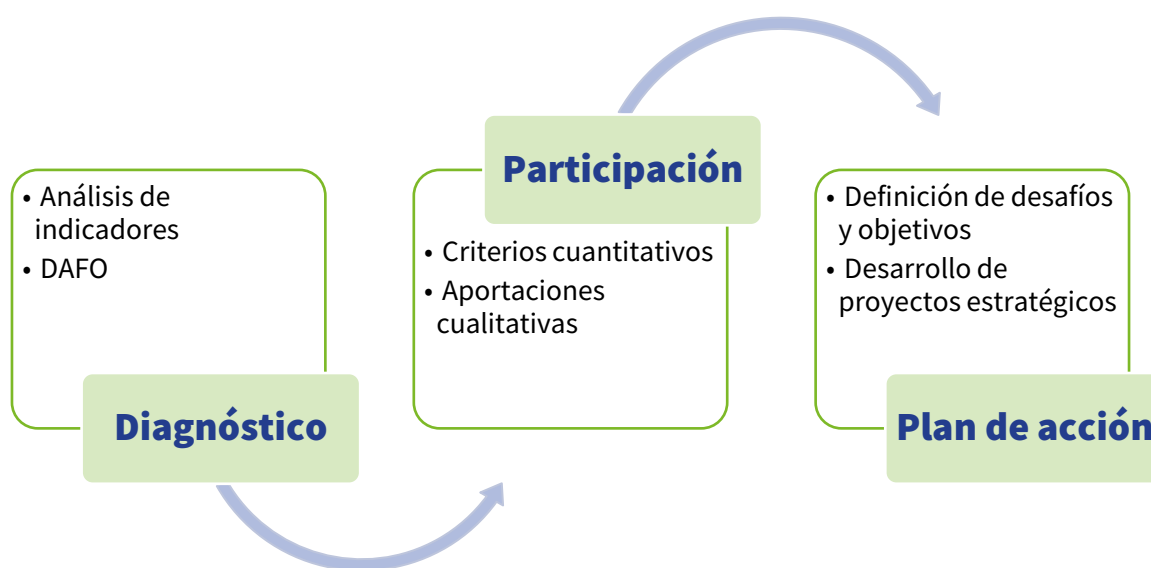 • Análisis de
indicadores
• DAFO
Diagnóstico
Participación
• Criterios cuantitativos
• Aportaciones
cualitativas
• Definición de desafíos
y objetivos
• Desarrollo de
proyectos estratégicos
Plan de acción